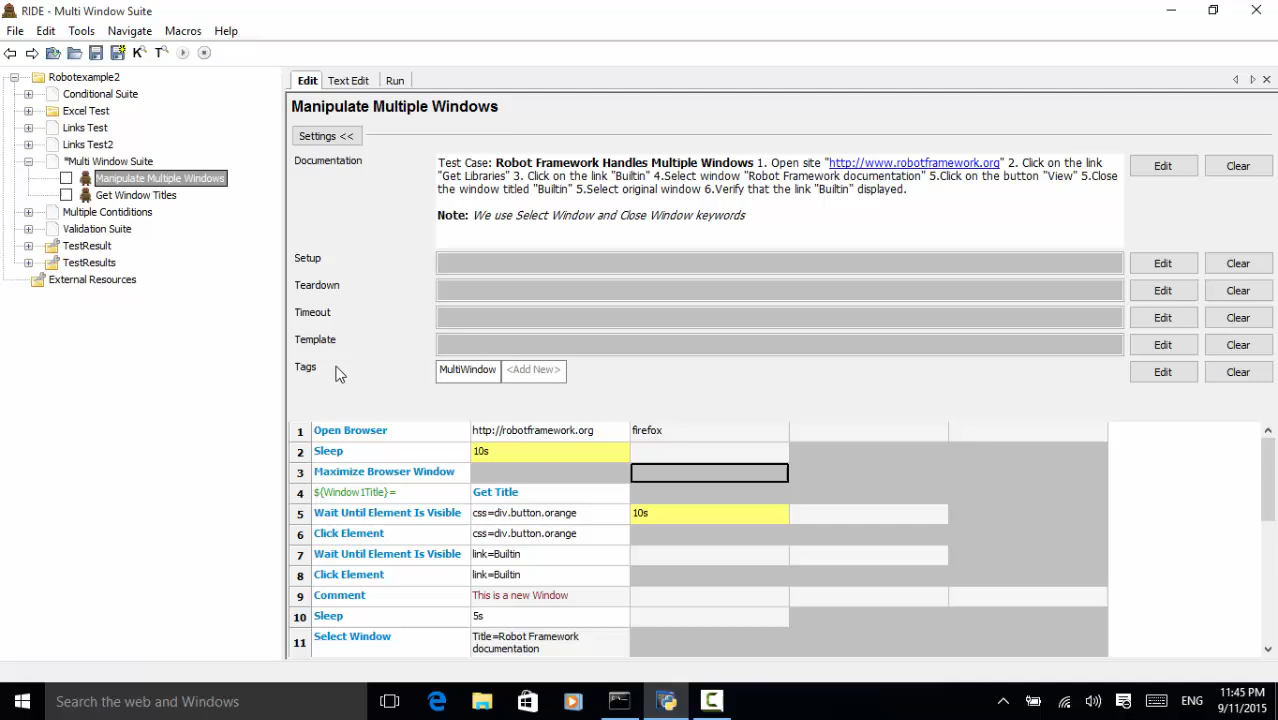 RIDE - Multi Window Suite
File Edit Tools Navigate Macros Help
K T
Robotexample2
Conditional Suite
Excel Test
Links Test
Links Test2
*Multi Window Suite
Manipulate Multiple Windows
Get Window Titles
Multiple Contiditions
Validation Suite
TestResult
TestResults
External Resources
Edit Text Edit Run
Manipulate Multiple Windows
Settings <<
Documentation
Test Case: Robot Framework Handles Multiple Windows 1. Open site "http://www.robotframework.org" 2. Click on the link
"Get Libraries" 3. Click on the link "Builtin" 4.Select window "Robot Framework documentation" 5.Click on the button "View" 5.Close
the window titled "Builtin" 5.Select original window 6.Verify that the link "Builtin" displayed.
Note: We use Select Window and Close Window keywords
Edit Clear
Setup Edit Clear
Teardown Edit Clear
Timeout Edit Clear
Template Edit Clear
Tags MultiWindow <Add New> Edit Clear
1 Open Browser http://robotframework.org firefox
2 Sleep 10s
3 Maximize Browser Window
4 ${Window1Title}= Get Title
5 Wait Until Element Is Visible css=div.button.orange 10s
6 Click Element css=div.button.orange
7 Wait Until Element Is Visible link=Builtin
8 Click Element link=Builtin
9 Comment This is a new Window
10 Sleep 5s
11 Select Window Title=Robot Framework
documentation
Search the web and Windows
ENG
11:45 PM
9/11/2015